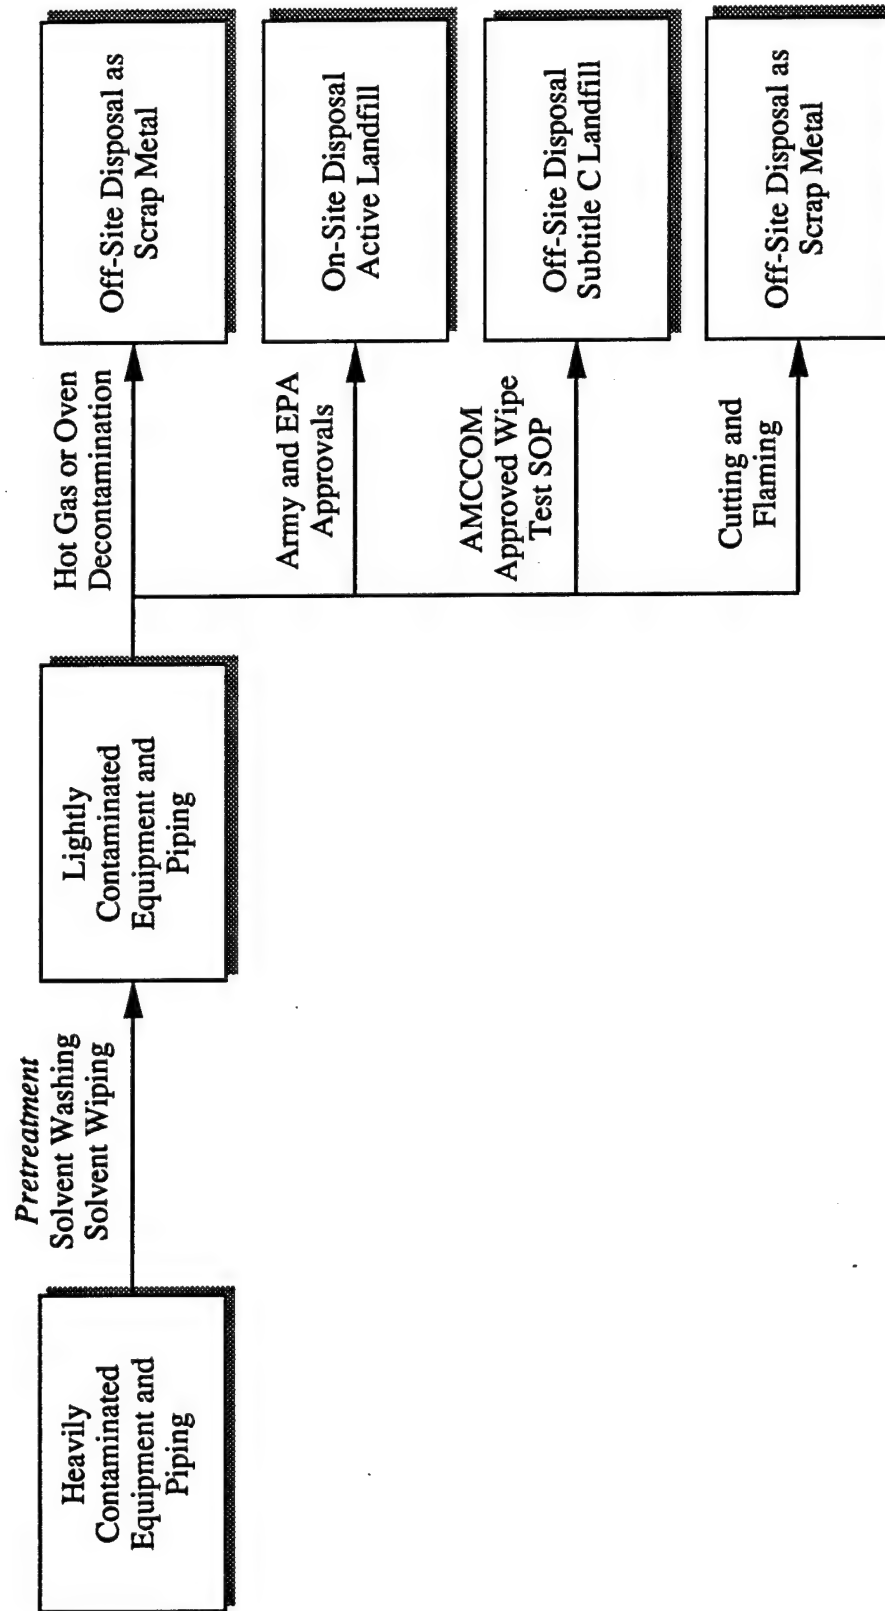 Heavily
Contaminated
Equipment and
Piping
Pretreatment
Solvent Washing
Solvent Wiping
Lightly
Contaminated
Equipment and
Piping
Hot Gas or Oven
Decontamination
Off-Site Disposal as
Scrap Metal
Army and EPA
Approvals
On-Site Disposal
Active Landfill
AMCCOM
Approved Wipe
Test SOP
Off-Site Disposal
Subtitle C Landfill
Cutting and
Flaming
Off-Site Disposal as
Scrap Metal